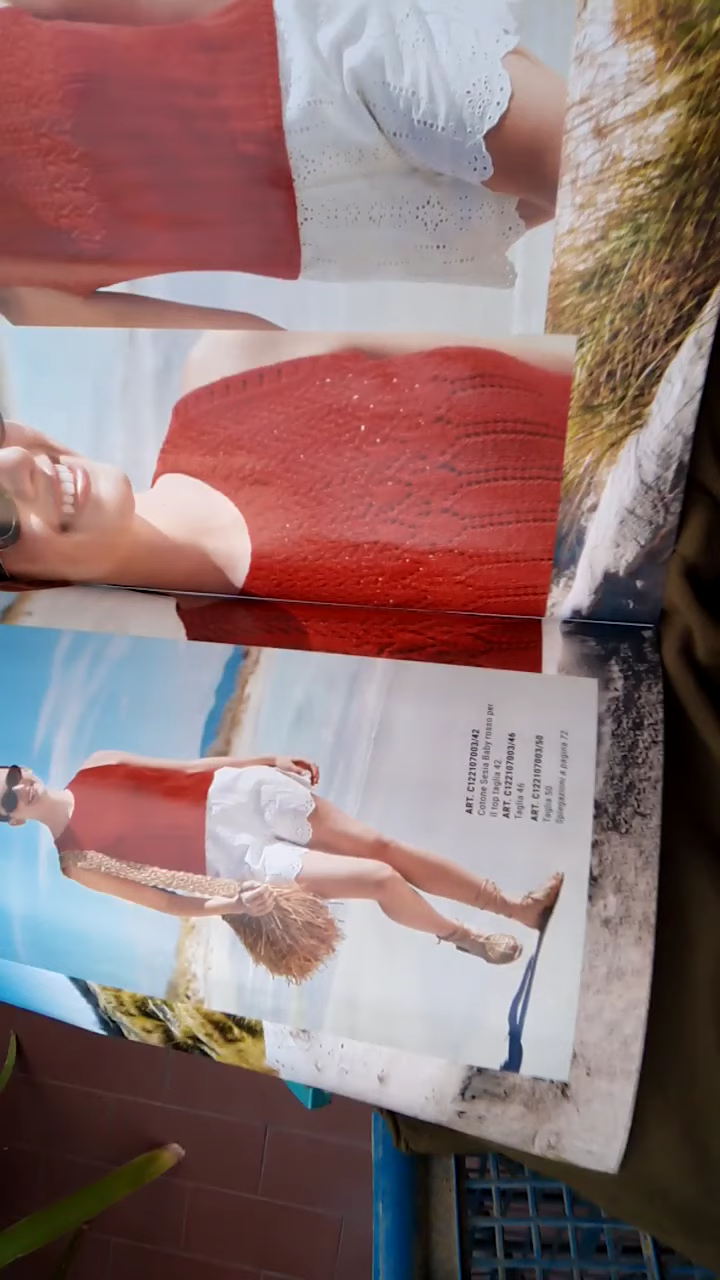 ART. C122107003/42
Cotone Sesia Baby rosso per
il top taglia 42.
ART. C122107003/46
Taglia 46
ART. C122107003/50
Taglia 50
Spiegazioni a pagina 72